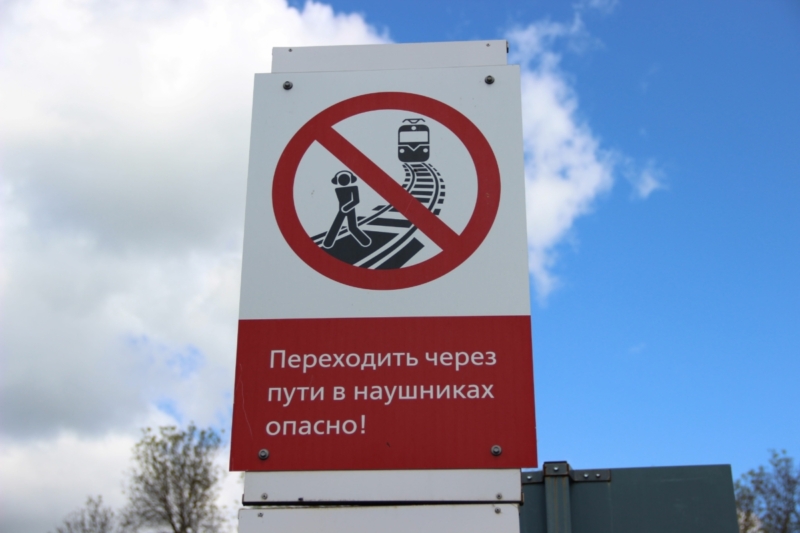 Переходить через
пути в наушниках
опасно!